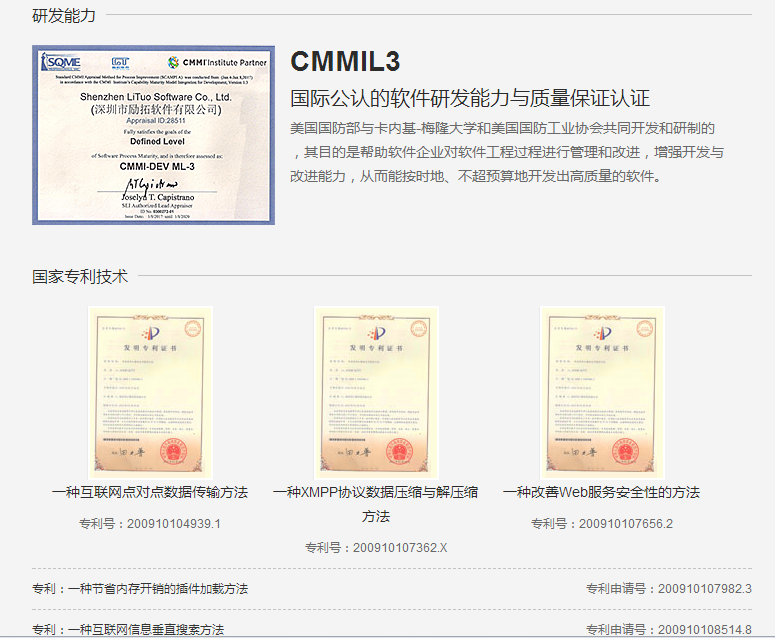 研发能力
SQME
CMMI Institute Partner
Shenzhen LiTuo Software Co., Ltd.
(深圳市励拓软件有限公司)
Appraisal ID:28511
Fully satisfies the goals of the
Defined Level
of Software Process Maturity, and is therefore assessed as:
CMMI-DEV ML-3
Joselyn T. Capistrano
SEI Authorized Lead Appraiser
CMMIL3
国际公认的软件研发能力与质量保证认证
美国国防部与卡内基-梅隆大学和美国国防工业协会共同开发和研制的
，其目的是帮助软件企业对软件工程过程进行管理和改进，增强开发与
改进能力，从而能按时地、不超预算地开发出高质量的软件。
国家专利技术
发明专利证书
发明专利证书
发明专利证书
一种互联网点对点数据传输方法
专利号：200910104939.1
一种XMPP协议数据压缩与解压缩
方法
专利号：200910107362.X
一种改善Web服务安全性的方法
专利号：200910107656.2
专利：一种节省内存开销的插件加载方法
专利申请号：200910107982.3
专利：一种互联网信息垂直搜索方法
专利申请号：200910108514.8